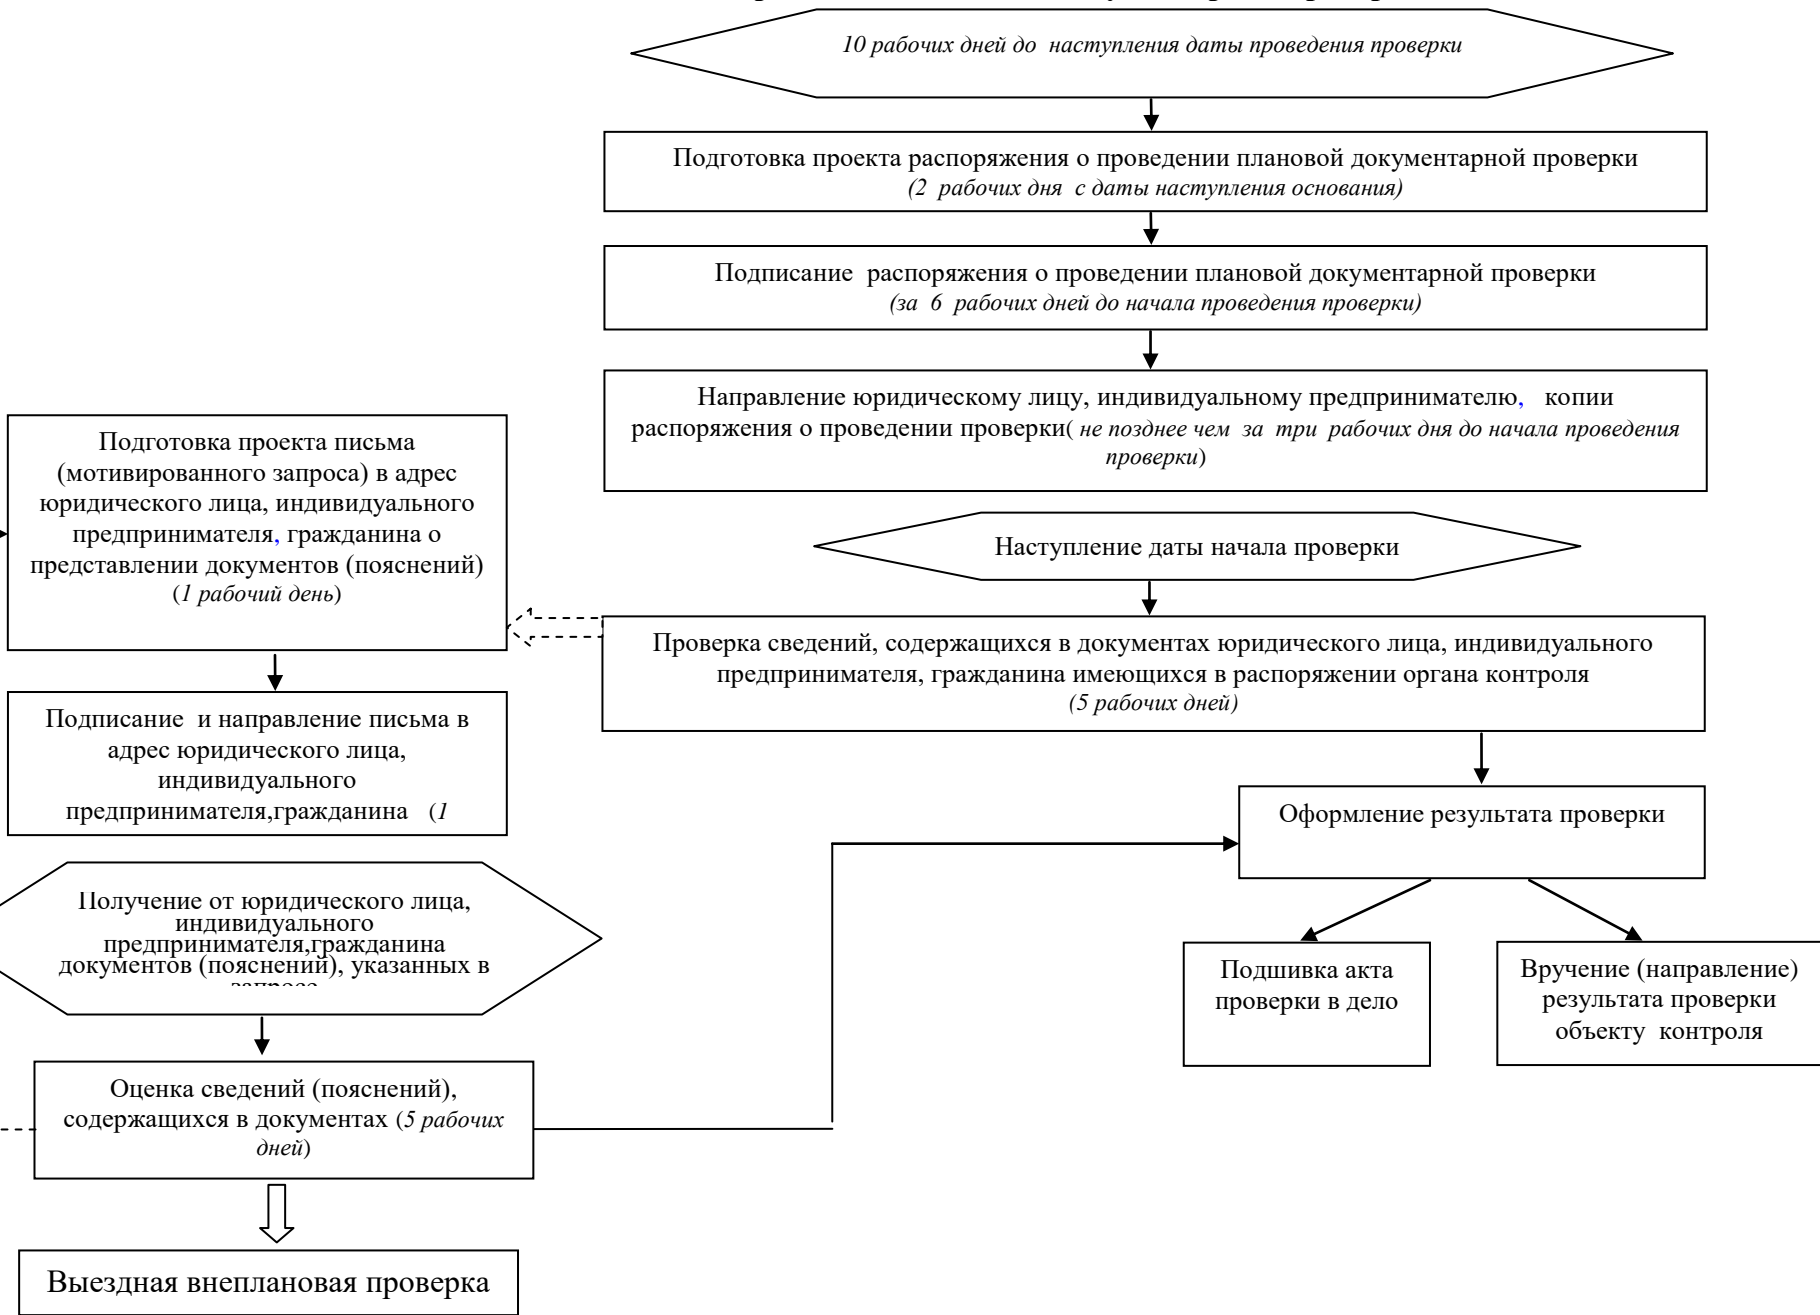 10 рабочих дней до наступления даты проведения проверки
Подготовка проекта распоряжения о проведении плановой документарной проверки
(2 рабочих дня с даты наступления основания)
Подписание распоряжения о проведении плановой документарной проверки
(за 6 рабочих дней до начала проведения проверки)
Направление юридическому лицу, индивидуальному предпринимателю, копии
распоряжения о проведении проверки( не позднее чем за три рабочих дня до начала проведения
проверки)
Подготовка проекта письма
(мотивированного запроса) в адрес
юридического лица, индивидуального
предпринимателя, гражданина о
представлении документов (пояснений)
(1 рабочий день)
Наступление даты начала проверки
Проверка сведений, содержащихся в документах юридического лица, индивидуального
предпринимателя, гражданина имеющихся в распоряжении органа контроля
(5 рабочих дней)
Подписание и направление письма в
адрес юридического лица,
индивидуального
предпринимателя,гражданина (1
Оформление результата проверки
Получение от юридического лица,
индивидуального
предпринимателя,гражданина
документов (пояснений), указанных в
запросе
Подшивка акта
проверки в дело
Вручение (направление)
результата проверки
объекту контроля
Оценка сведений (пояснений),
содержащихся в документах (5 рабочих
дней)
Выездная внеплановая проверка